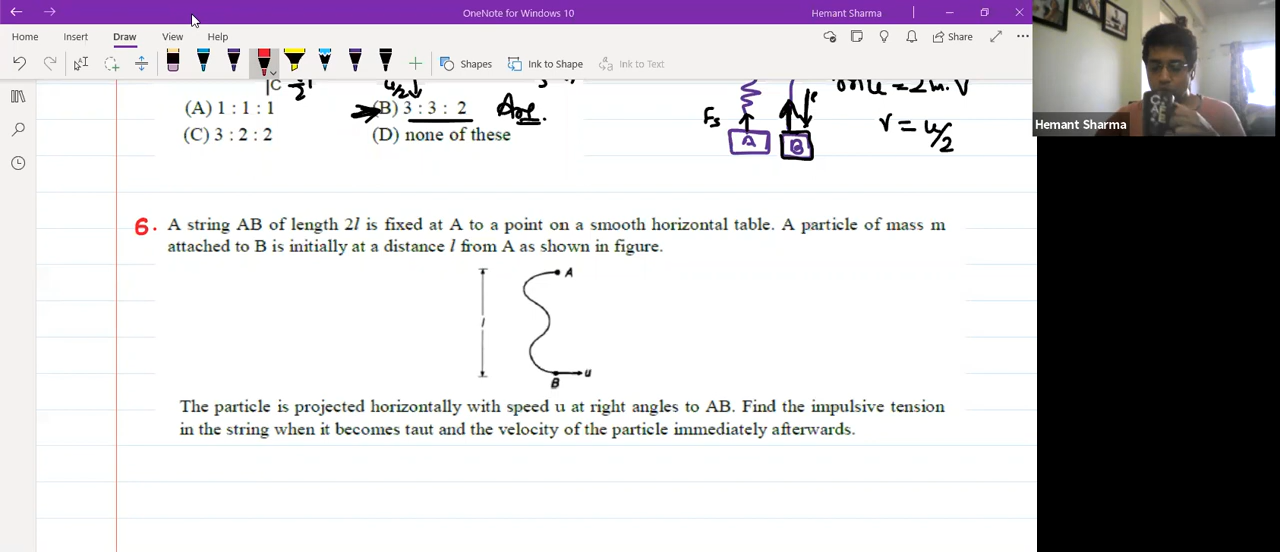 OneNote for Windows 10
Hemant Sharma
Home Insert Draw View Help
Share
Shapes
Ink to Shape
Ink to Text
u/2
(A) 1 : 1 : 1 (B) 3 : 3 : 2 Ans.
(C) 3 : 2 : 2 (D) none of these
= 2m.V
Fs
v = u/2
A B
Hemant Sharma
6. A string AB of length 2l is fixed at A to a point on a smooth horizontal table. A particle of mass m
attached to B is initially at a distance l from A as shown in figure.
A
l
u
B
The particle is projected horizontally with speed u at right angles to AB. Find the impulsive tension
in the string when it becomes taut and the velocity of the particle immediately afterwards.